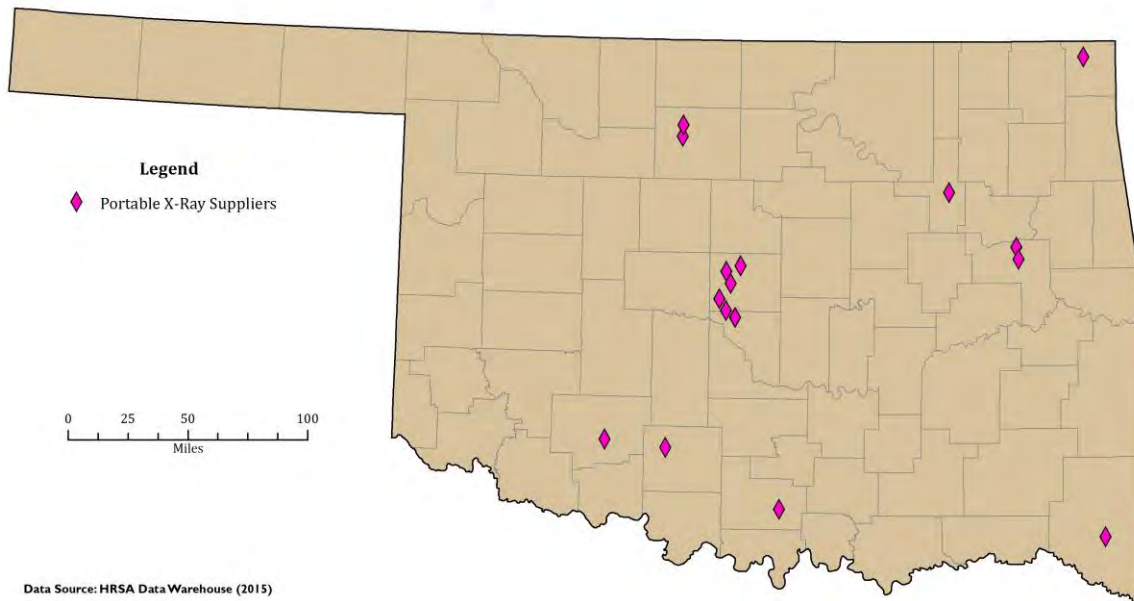 Legend
Portable X-Ray Suppliers
0 25 50 100
Miles
Data Source: HRSA Data Warehouse (2015)